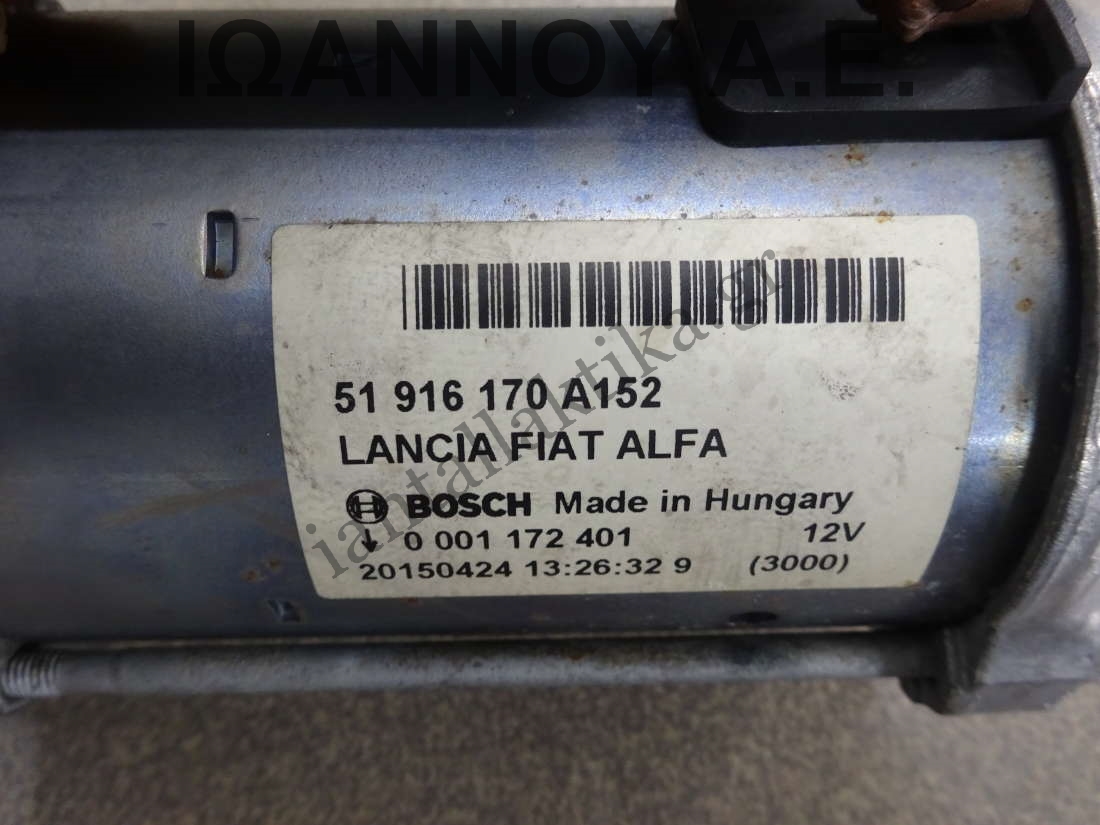 ΙΩΑΝΝΟΥ Α.Ε.
51 916 170 A152
LANCIA FIAT ALFA
BOSCH Made in Hungary
0 001 172 401 12V
20150424 13:26:32 9 (3000)
iantallaktika.gr